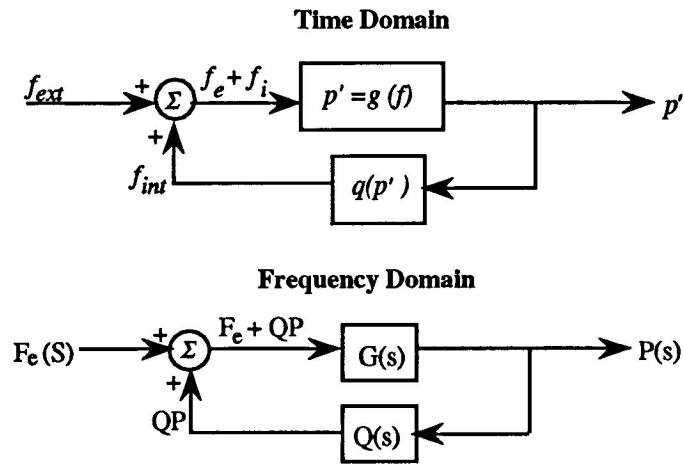 Time Domain
f_ext + Σ f_e + f_i p' = g (f) p'
+
f_int q(p' )
Frequency Domain
F_e (S) + Σ F_e + QP G(s) P(s)
+
QP Q(s)